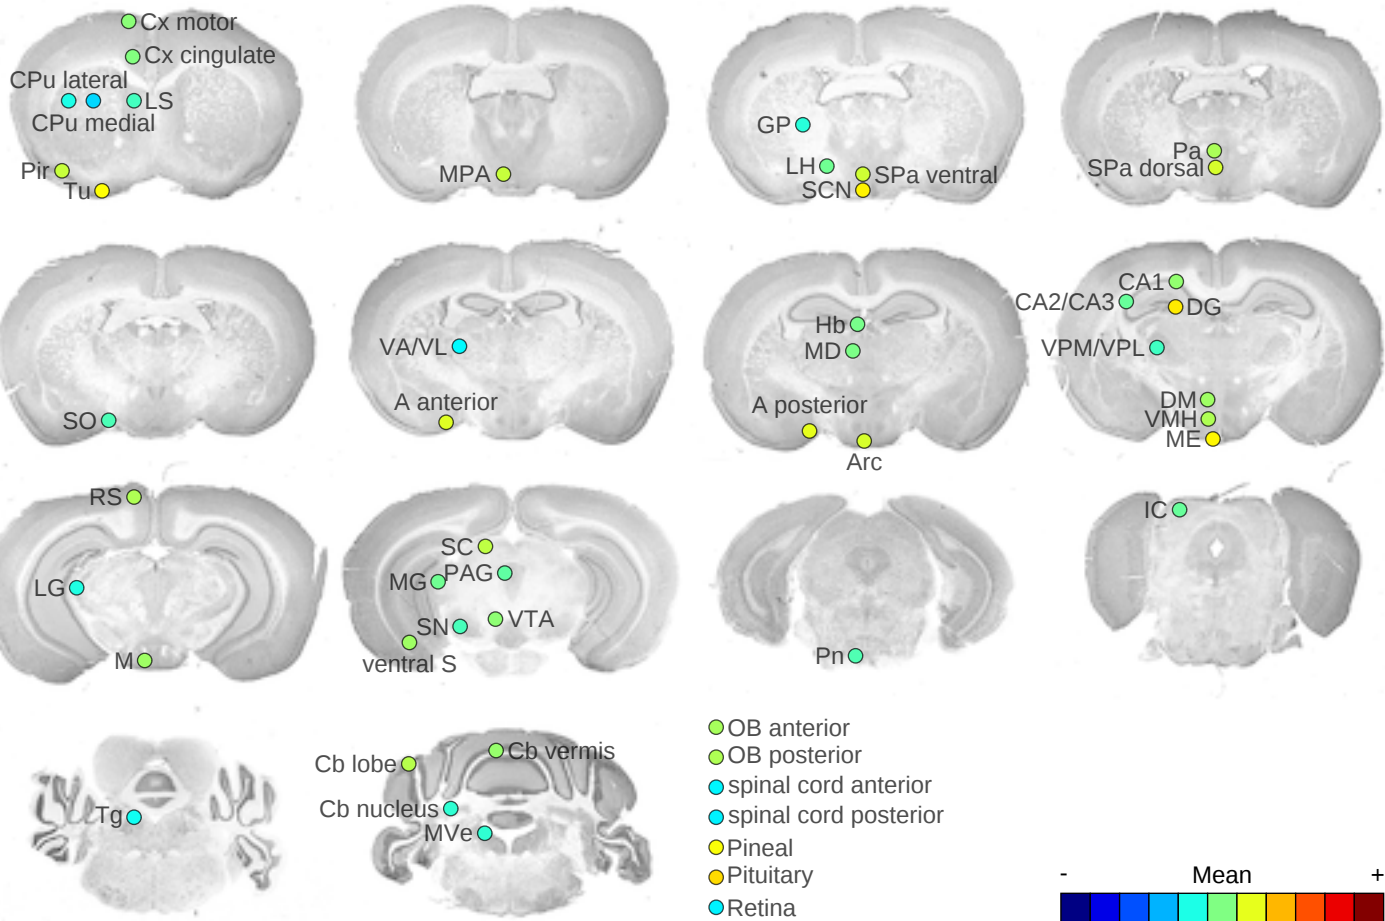 Cx motor
Cx cingulate
CPu lateral
LS
CPu medial
Pir
Tu
MPA
GP
LH
SPa ventral
SCN
Pa
SPa dorsal
SO
VA/VL
A anterior
Hb
MD
A posterior
Arc
CA1
CA2/CA3
DG
VPM/VPL
DM
VMH
ME
RS
LG
M
SC
MG
PAG
SN
VTA
ventral S
Pn
IC
Tg
Cb lobe
Cb vermis
Cb nucleus
MVe
OB anterior
OB posterior
spinal cord anterior
spinal cord posterior
Pineal
Pituitary
Retina
- Mean +